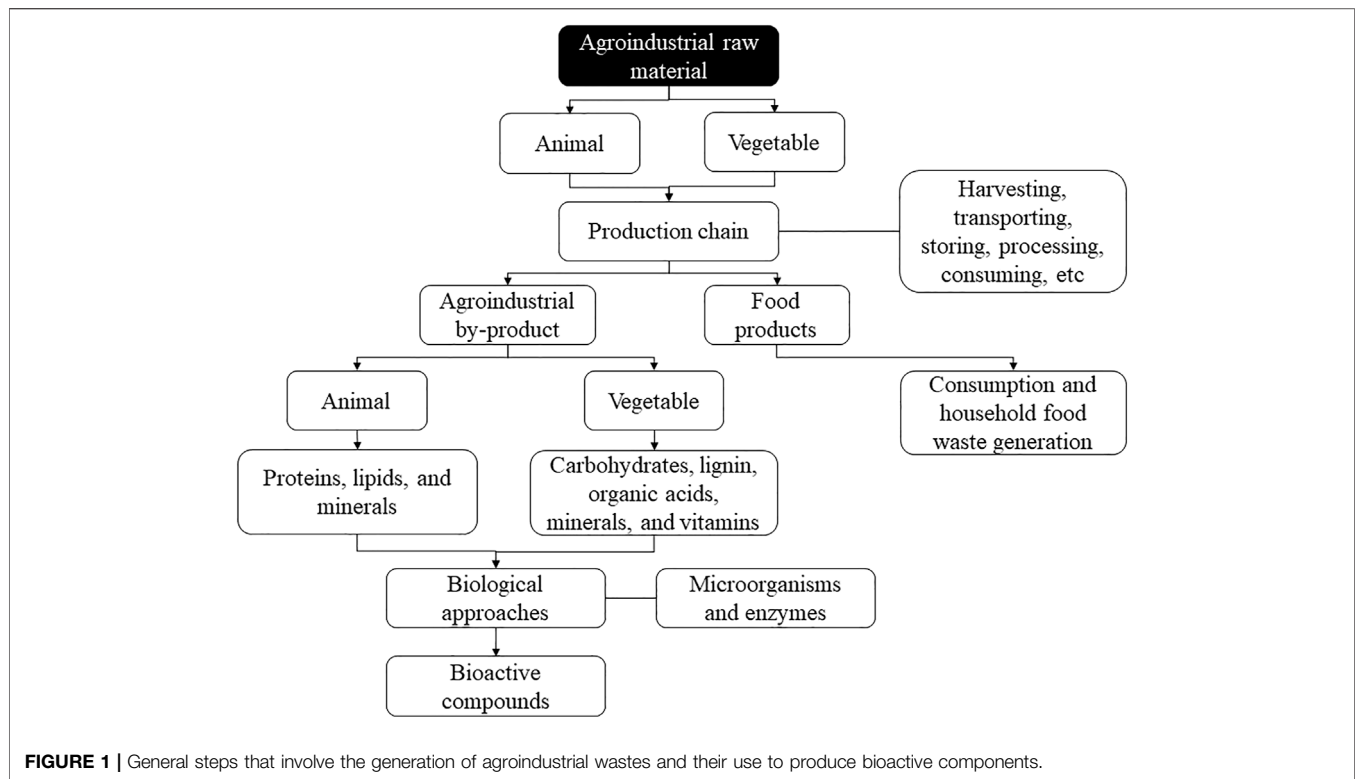 Agroindustrial raw
material
Animal
Vegetable
Production chain
Harvesting,
transporting,
storing, processing,
consuming, etc
Agroindustrial
by-product
Food
products
Animal
Vegetable
Consumption and
household food
waste generation
Proteins, lipids, and
minerals
Carbohydrates, lignin,
organic acids,
minerals, and vitamins
Biological
approaches
Microorganisms
and enzymes
Bioactive
compounds
FIGURE 1 | General steps that involve the generation of agroindustrial wastes and their use to produce bioactive components.